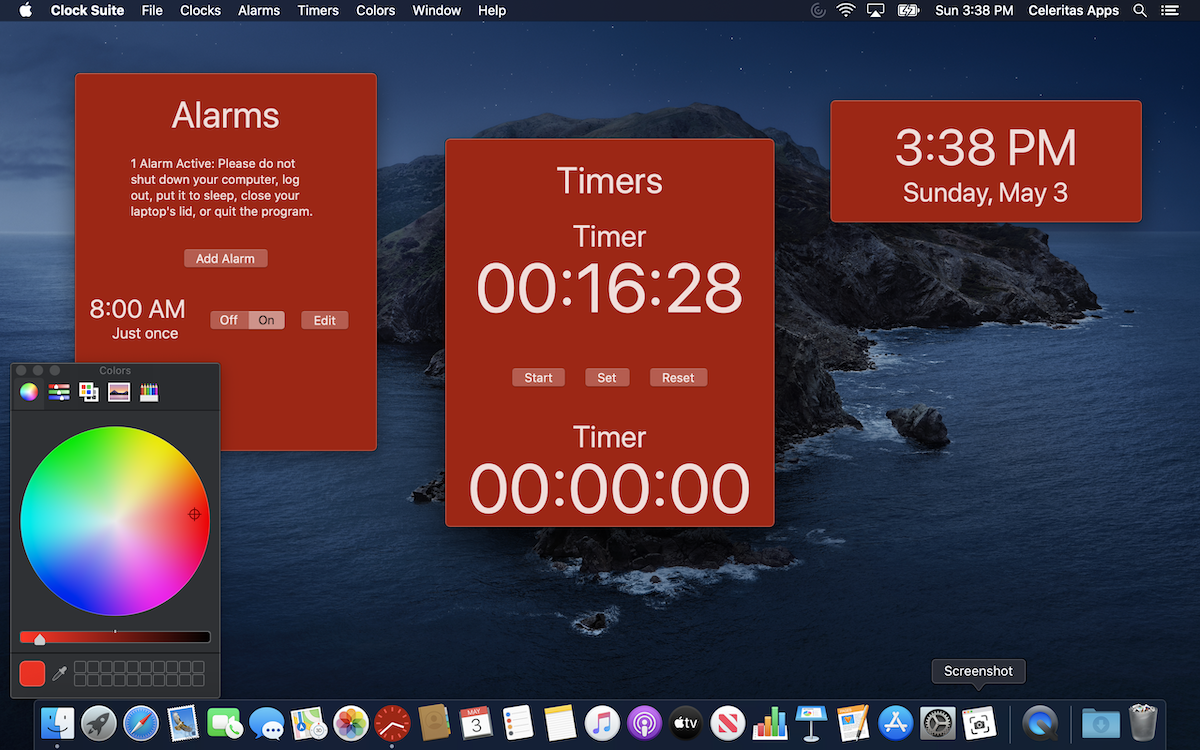 Clock Suite File Clocks Alarms Timers Colors Window Help
Sun 3:38 PM Celeritas Apps
Alarms
1 Alarm Active: Please do not
shut down your computer, log
out, put it to sleep, close your
laptop's lid, or quit the program.
Add Alarm
8:00 AM
Just once
Off On
Edit
Timers
Timer
00:16:28
Start Set Reset
Timer
00:00:00
3:38 PM
Sunday, May 3
Colors
Screenshot
MAY
3
tv